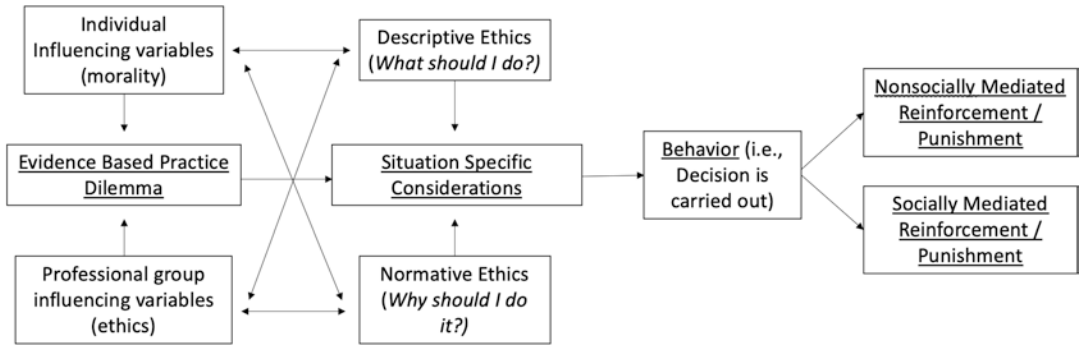 Individual
Influencing variables
(morality)
Descriptive Ethics
(What should I do?)
Evidence Based Practice
Dilemma
Situation Specific
Considerations
Professional group
influencing variables
(ethics)
Normative Ethics
(Why should I do
it?)
Behavior (i.e.,
Decision is
carried out)
Nonsocially Mediated
Reinforcement /
Punishment
Socially Mediated
Reinforcement /
Punishment